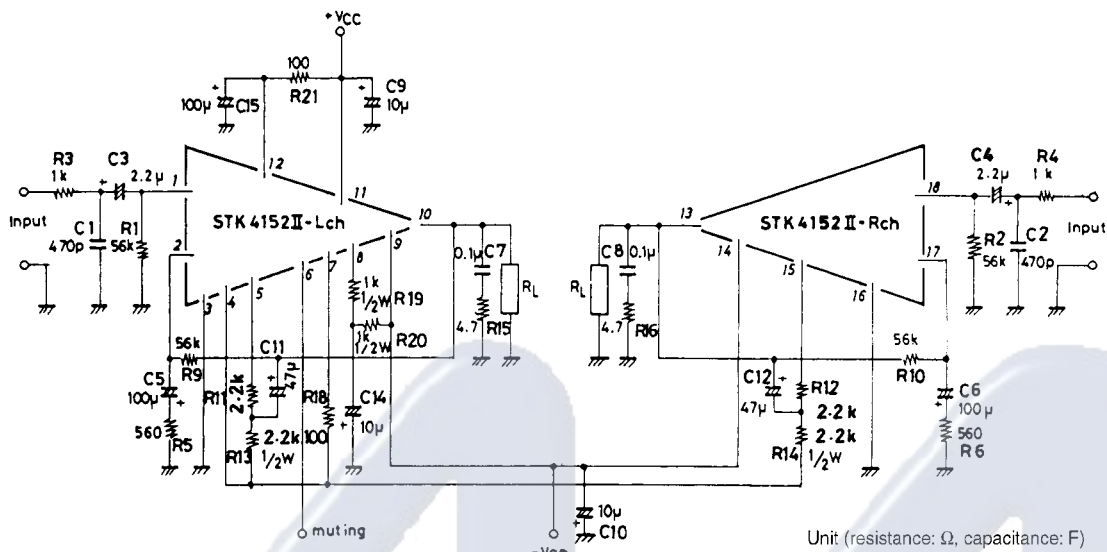 +VCC
100
R21
100µ
C15
C9
10µ
R3
1k
C3
2.2µ
1
12
11
10
STK4152II-Lch
Input
C1
470p
R1
56k
2
3
4
5
6
7
8
9
0.1µ
C7
RL
4.7
R15
1k
1/2W
R19
1k
1/2W
R20
56k
R9
C5
100µ
560
R5
R11
2.2k
C11
47µ
R13
2.2k
1/2W
R18
100
C14
10µ
muting
13
STK4152II-Rch
14
15
16
17
18
C4
2.2µ
R4
1k
R2
56k
C2
470p
Input
RL
C8
0.1µ
4.7
R16
56k
R10
C12
47µ
R12
2.2k
2.2k
R14
1/2W
C6
100µ
560
R6
10µ
C10
Unit (resistance: Ω, capacitance: F)